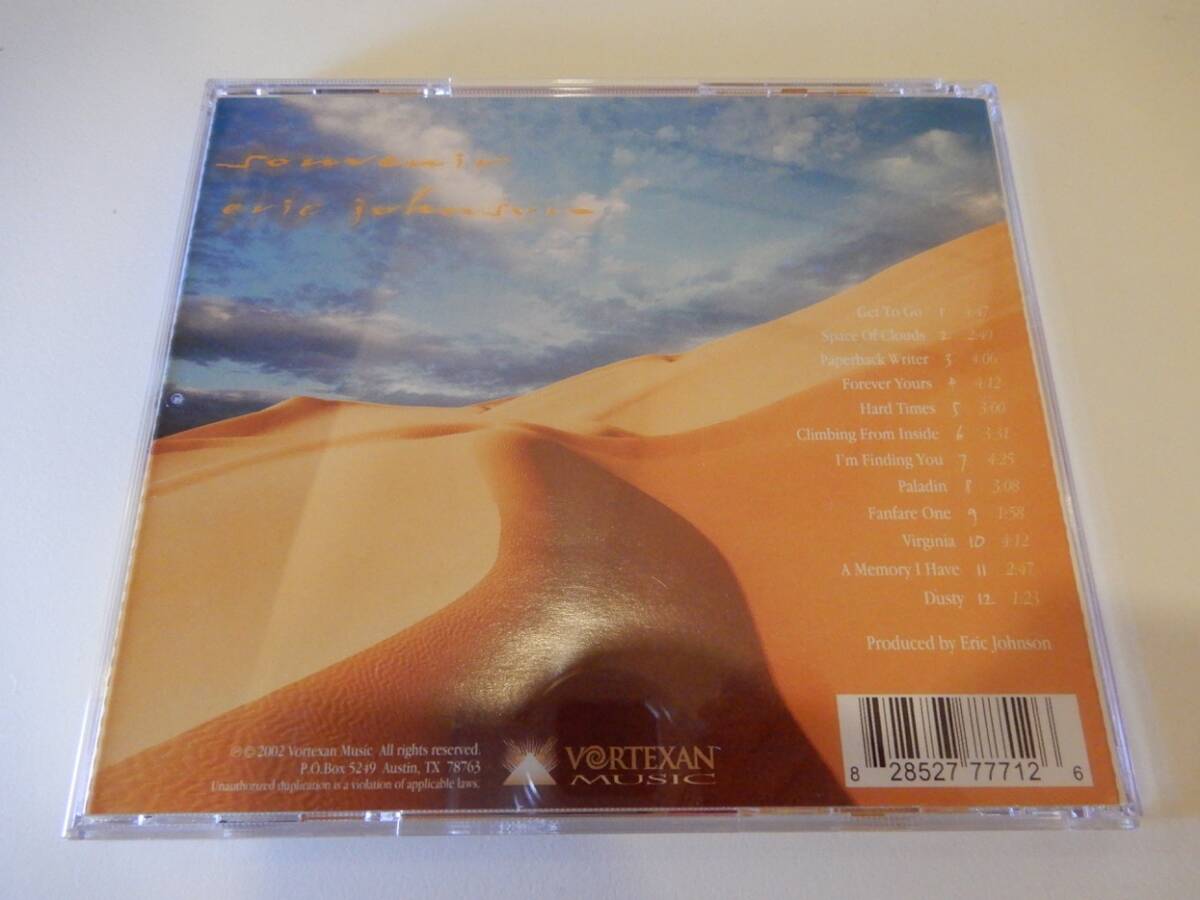 souvenir
eric johnson
Get To Go 1 3:47
Space Of Clouds 2 2:49
Paperback Writer 3 4:06
Forever Yours 4 4:12
Hard Times 5 3:00
Climbing From Inside 6 3:31
I'm Finding You 7 4:25
Paladin 8 3:08
Fanfare One 9 1:58
Virginia 10 4:12
A Memory I Have 11 2:47
Dusty 12 1:23
Produced by Eric Johnson
℗©2002 Vortexan Music All rights reserved.
P.O.Box 5249 Austin, TX 78763
Unauthorized duplication is a violation of applicable laws.
VORTEXAN™
MUSIC
8 28527 77712 6